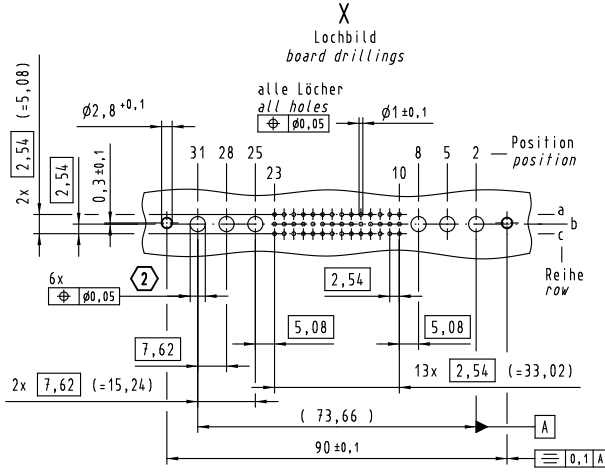 X
Lochbild
board drillings
alle Löcher
all holes
⌖ Ø0,05
Ø1±0,1
Ø2,8 +0,1
31 28 25 8 5 2
Position
position
23 10
2x 2,54 (=5,08)
2,54
0,3±0,1
a
b
c
Reihe
row
6x
⌖ Ø0,05
2
2,54
5,08
5,08
7,62
13x 2,54 (=33,02)
2x 7,62 (=15,24)
( 73,66 )
A
90±0,1
⌯ 0,1 A